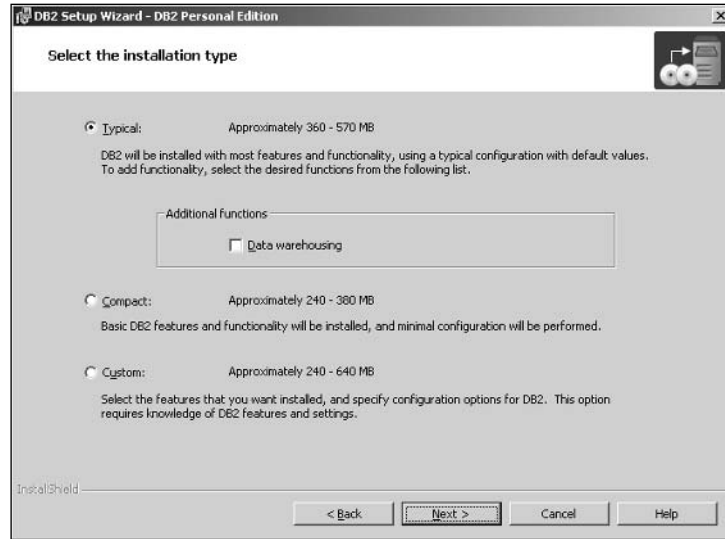 DB2 Setup Wizard - DB2 Personal Edition
Select the installation type
Typical: Approximately 360 - 570 MB
DB2 will be installed with most features and functionality, using a typical configuration with default values.
To add functionality, select the desired functions from the following list.
Additional functions
Data warehousing
Compact: Approximately 240 - 380 MB
Basic DB2 features and functionality will be installed, and minimal configuration will be performed.
Custom: Approximately 240 - 640 MB
Select the features that you want installed, and specify configuration options for DB2. This option
requires knowledge of DB2 features and settings.
InstallShield
< Back Next > Cancel Help